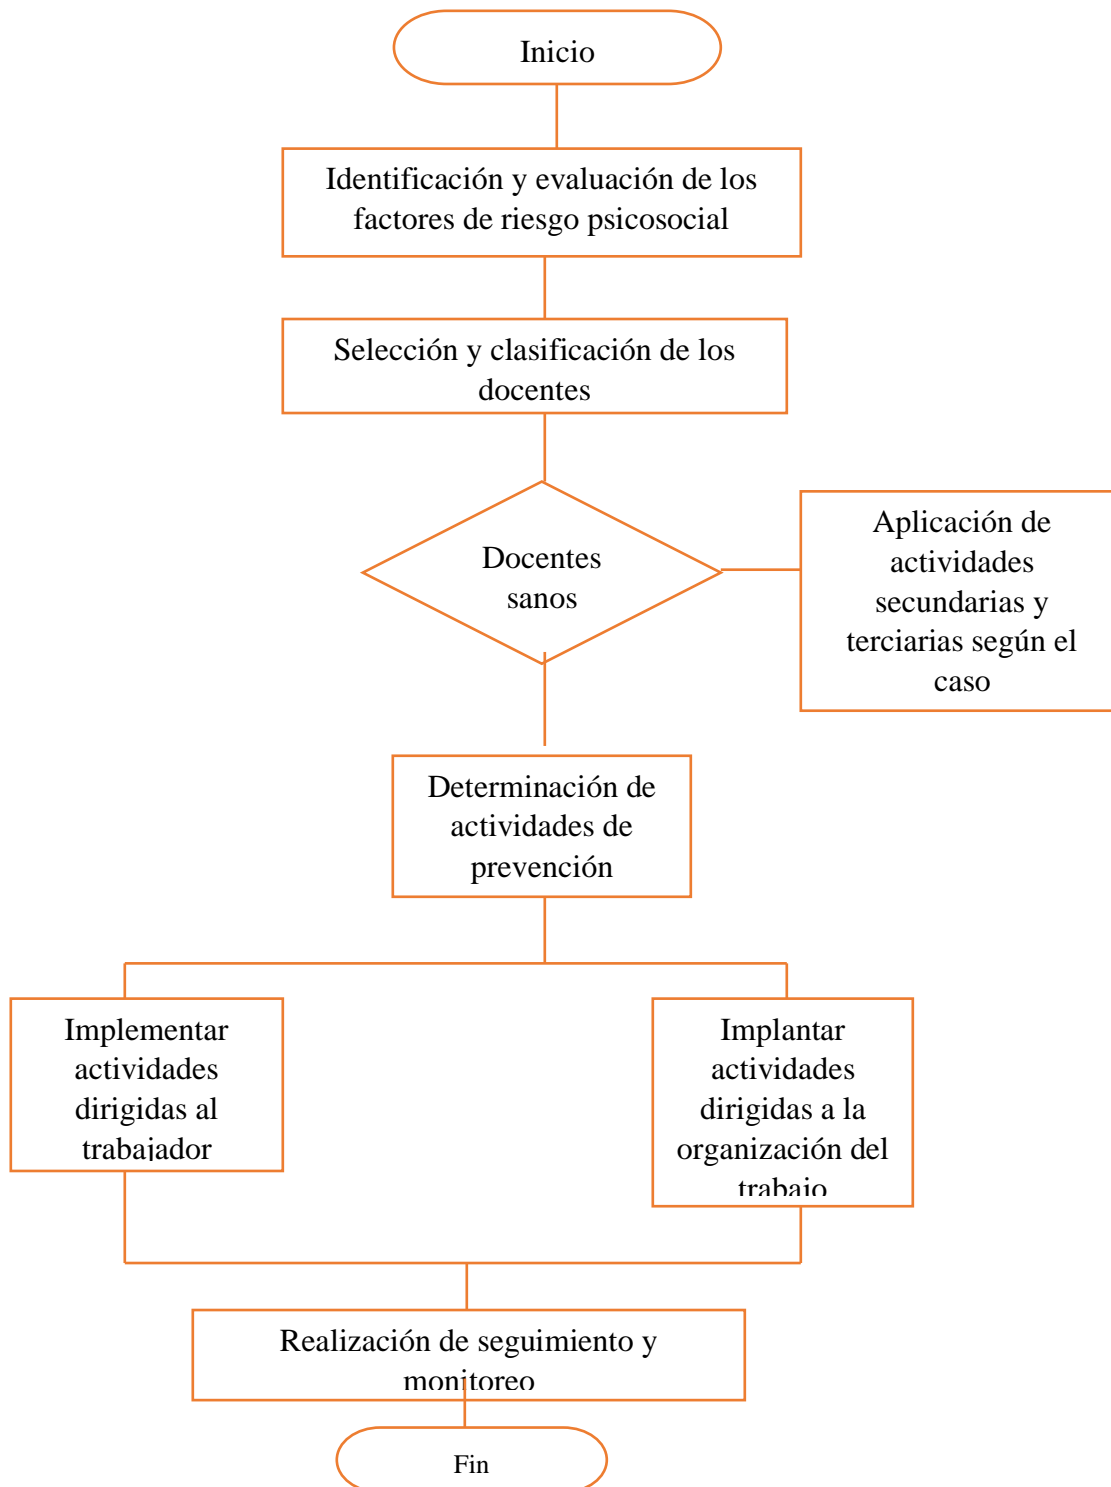 Inicio
Identificación y evaluación de los
factores de riesgo psicosocial
Selección y clasificación de los
docentes
Docentes
sanos
Aplicación de
actividades
secundarias y
terciarias según el
caso
Determinación de
actividades de
prevención
Implementar
actividades
dirigidas al
trabajador
Implantar
actividades
dirigidas a la
organización del
trabajo
Realización de seguimiento y
monitoreo
Fin